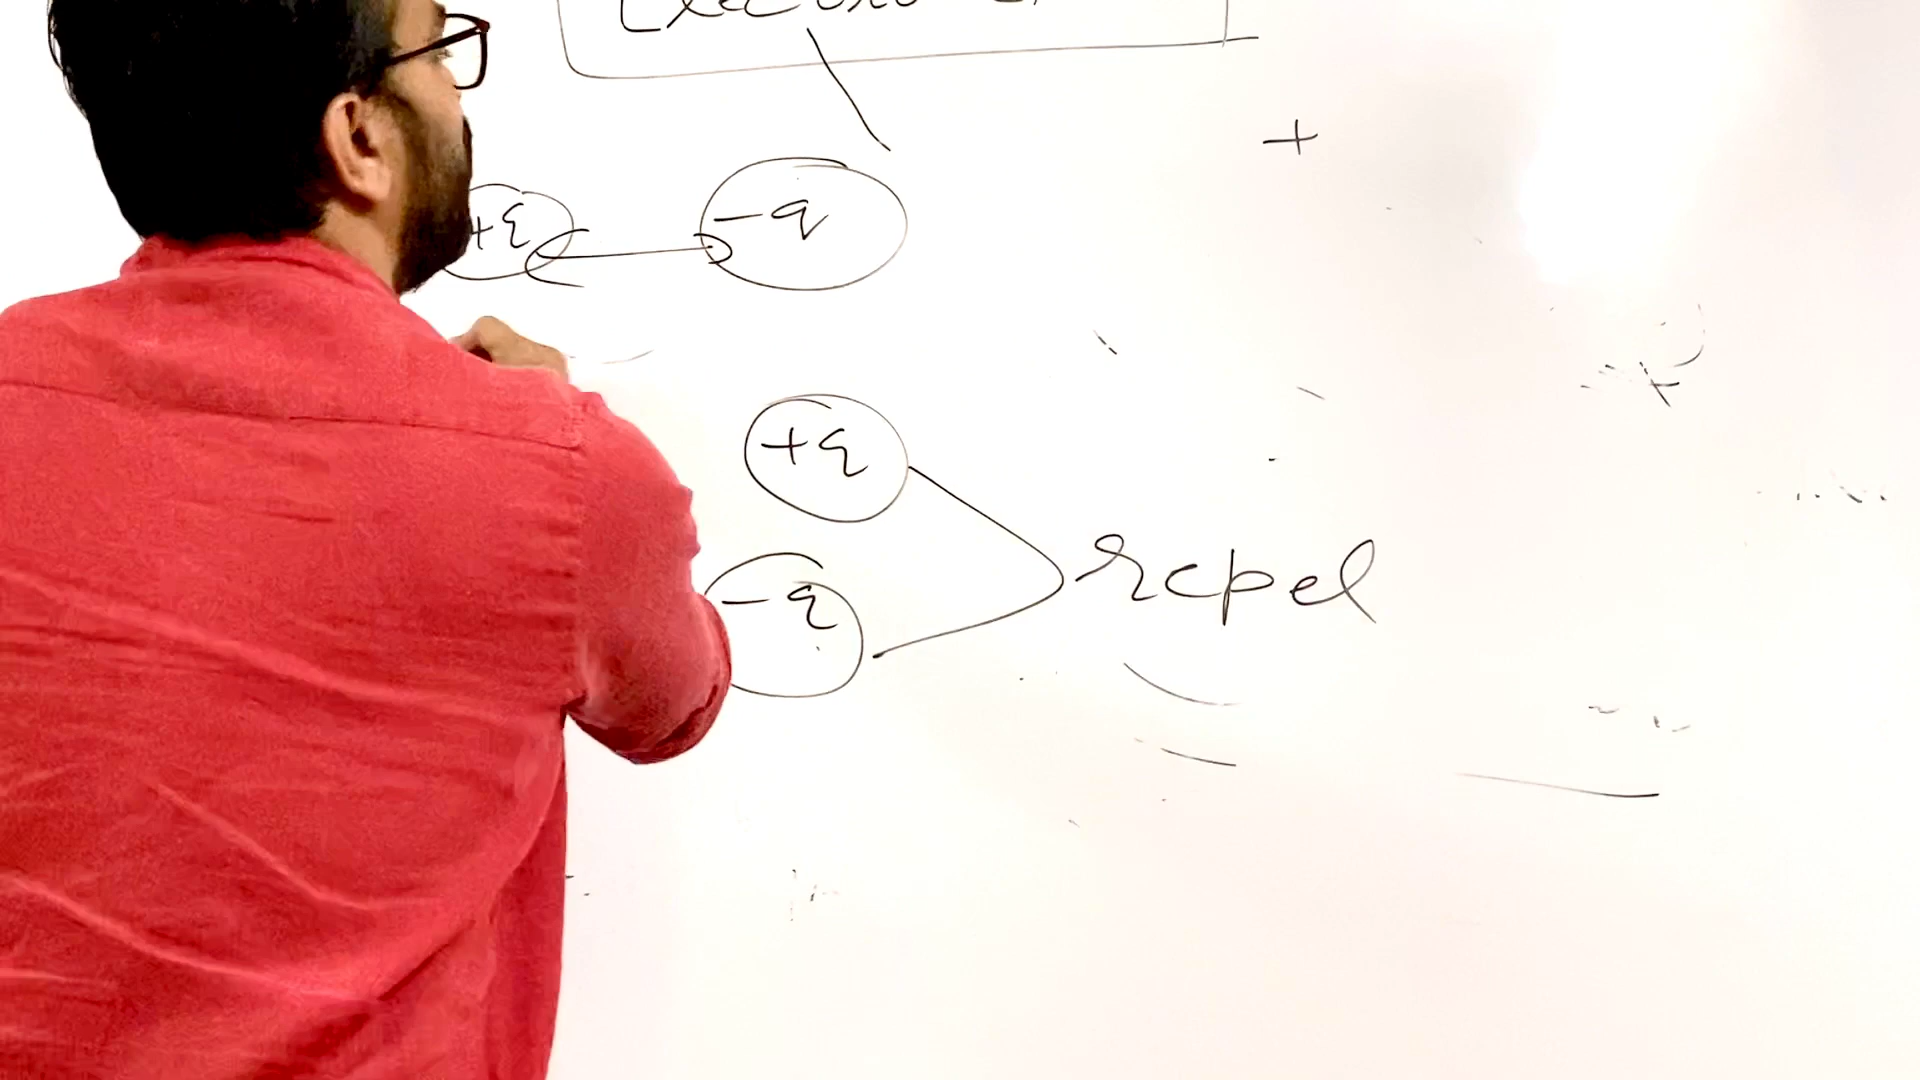 +
+q -q
+q
-q
repel